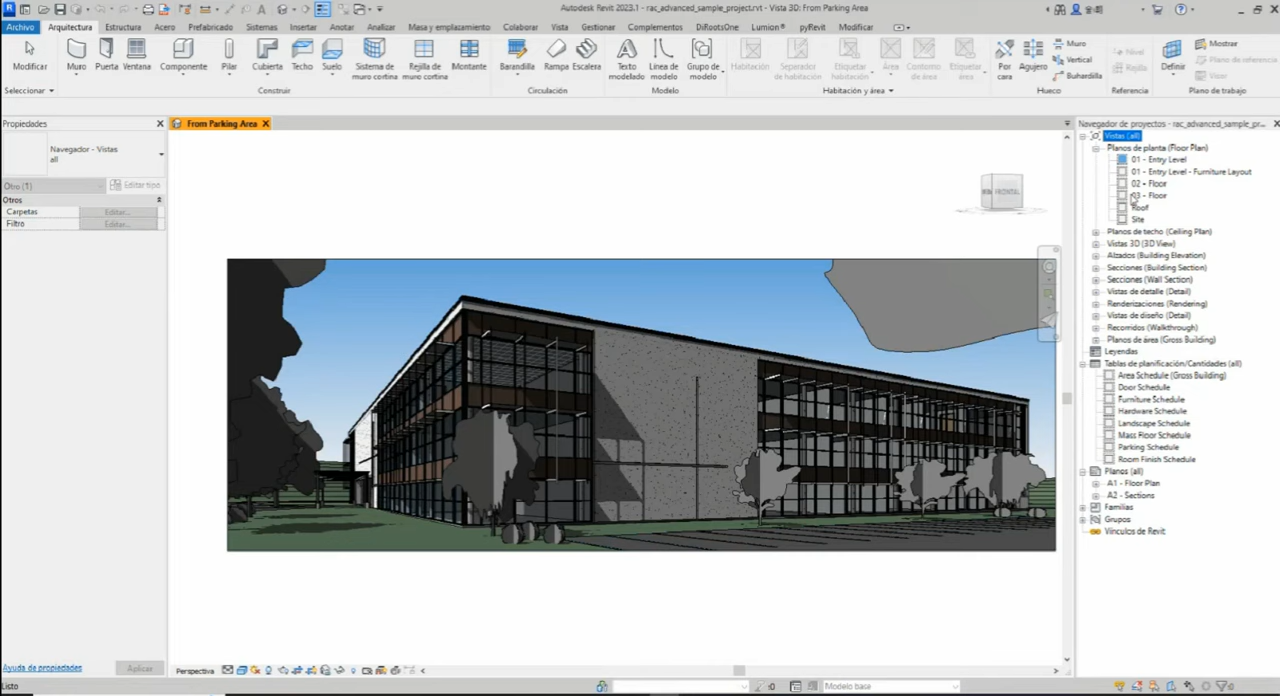 Autodesk Revit 2023.1 - rac_advanced_sample_project.rvt - Vista 3D: From Parking Area
Archivo Arquitectura Estructura Acero Prefabricado Sistemas Insertar Anotar Analizar Masa y emplazamiento Colaborar Vista Gestionar Complementos DiRootsOne Lumion® pyRevit Modificar
Modificar
Muro
Puerta
Ventana
Componente
Pilar
Cubierta
Techo
Suelo
Sistema de muro cortina
Rejilla de muro cortina
Montante
Barandilla
Rampa
Escalera
Texto modelado
Línea de modelo
Grupo de modelo
Habitación
Separador de habitación
Etiquetar habitación
Área
Contorno de área
Etiquetar área
Por cara
Agujero
Muro
Vertical
Buhardilla
Nivel
Rejilla
Definir
Mostrar
Plano de referencia
Visor
Seleccionar
Construir
Circulación
Modelo
Habitación y área
Hueco
Referencia
Plano de trabajo
Propiedades
Navegador - Vistas
all
Otro (1)
Editar tipo
Otros
Carpetas Editar...
Filtro Editar...
Ayuda de propiedades
Aplicar
From Parking Area
FRONTAL
Navegador de proyectos - rac_advanced_sample_pr...
Vistas (all)
Planos de planta (Floor Plan)
01 - Entry Level
01 - Entry Level - Furniture Layout
02 - Floor
03 - Floor
Roof
Site
Planos de techo (Ceiling Plan)
Vistas 3D (3D View)
Alzados (Building Elevation)
Secciones (Building Section)
Secciones (Wall Section)
Vistas de detalle (Detail)
Renderizaciones (Rendering)
Vistas de diseño (Detail)
Recorridos (Walkthrough)
Planos de área (Gross Building)
Leyendas
Tablas de planificación/Cantidades (all)
Area Schedule (Gross Building)
Door Schedule
Furniture Schedule
Hardware Schedule
Landscape Schedule
Mass Floor Schedule
Parking Schedule
Room Finish Schedule
Planos (all)
A1 - Floor Plan
A2 - Sections
Familias
Grupos
Vínculos de Revit
Perspectiva
Listo
:0
Modelo base